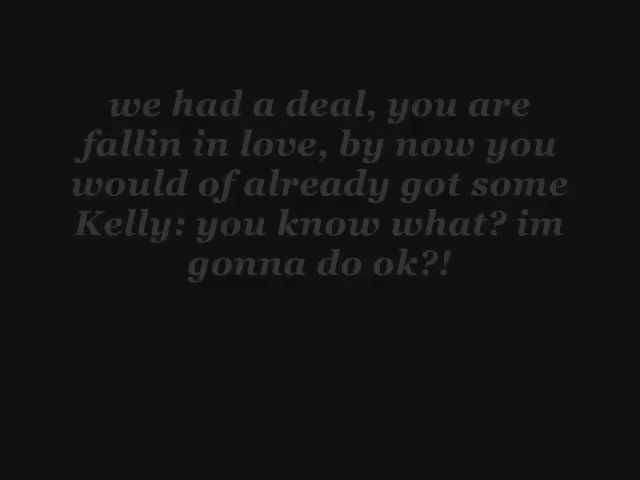 we had a deal, you are
fallin in love, by now you
would of already got some
Kelly: you know what? im
gonna do ok?!